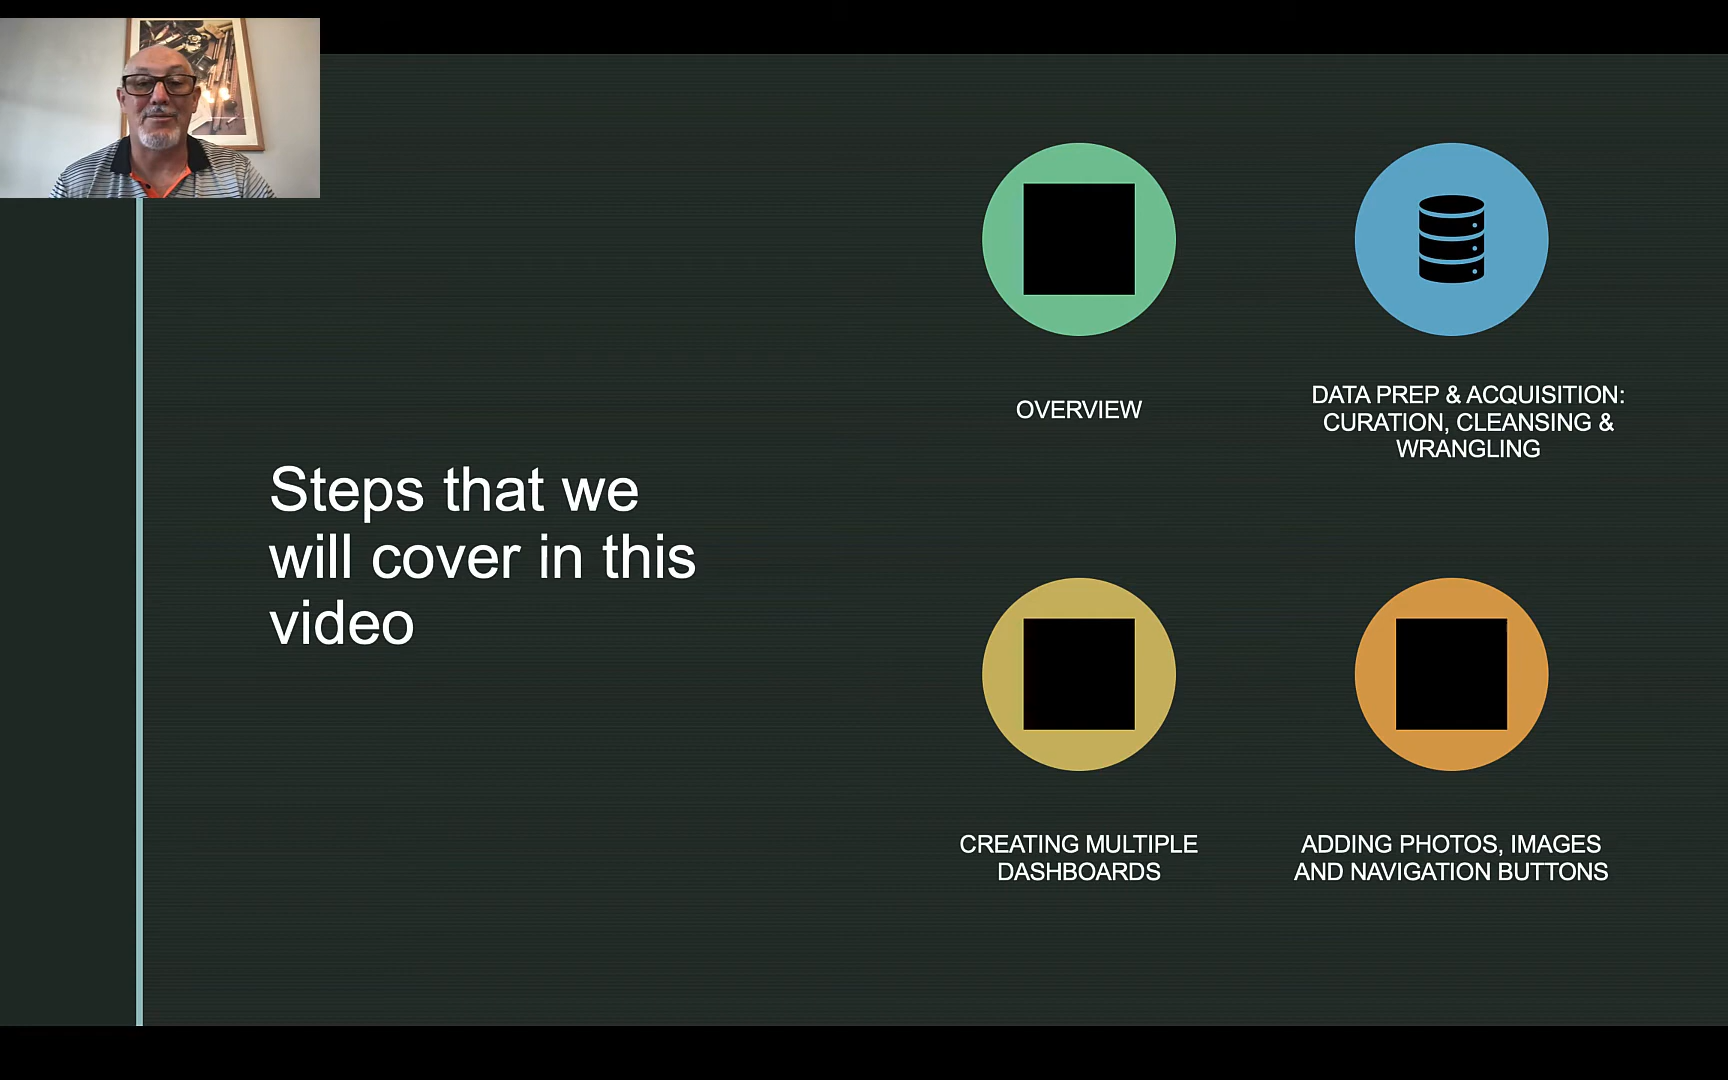 Steps that we
will cover in this
video
OVERVIEW
DATA PREP & ACQUISITION:
CURATION, CLEANSING &
WRANGLING
CREATING MULTIPLE
DASHBOARDS
ADDING PHOTOS, IMAGES
AND NAVIGATION BUTTONS